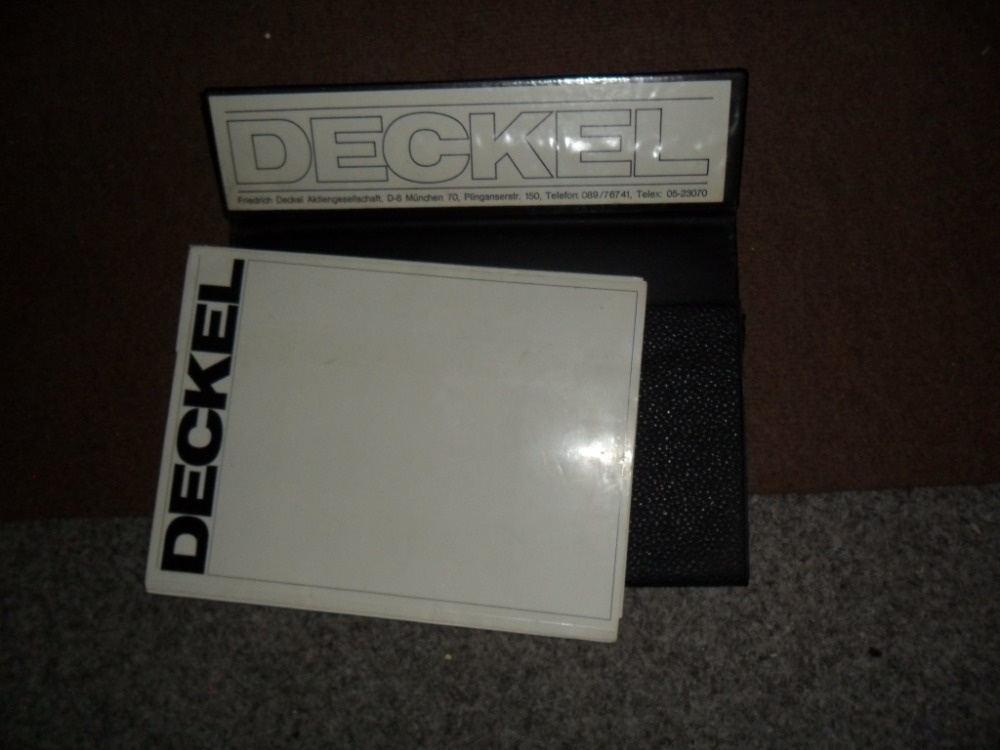 DECKEL
Friedrich Deckel Aktiengesellschaft, D-8 München 70, Plinganserstr. 150, Telefon: 089/76741, Telex: 05-23070
DECKEL